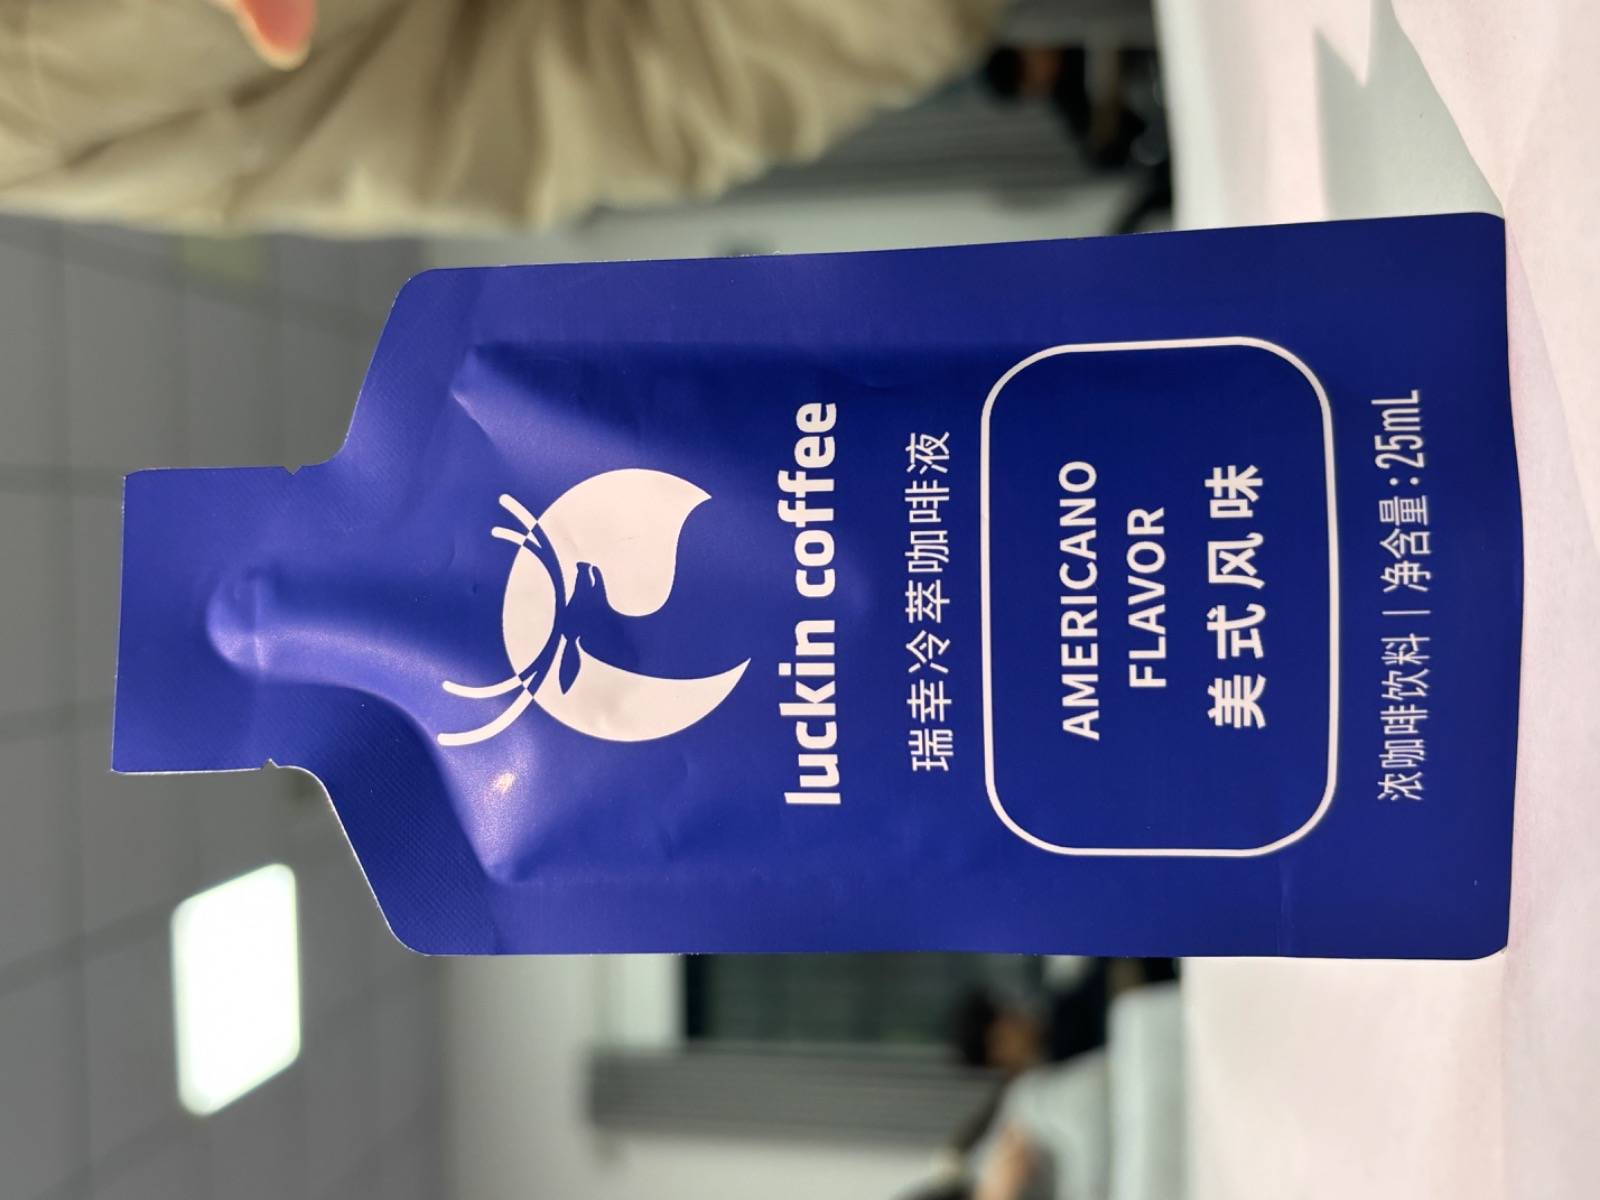 luckin coffee
瑞幸冷萃咖啡液
AMERICANO
FLAVOR
美式风味
浓咖啡饮料 | 净含量:25mL